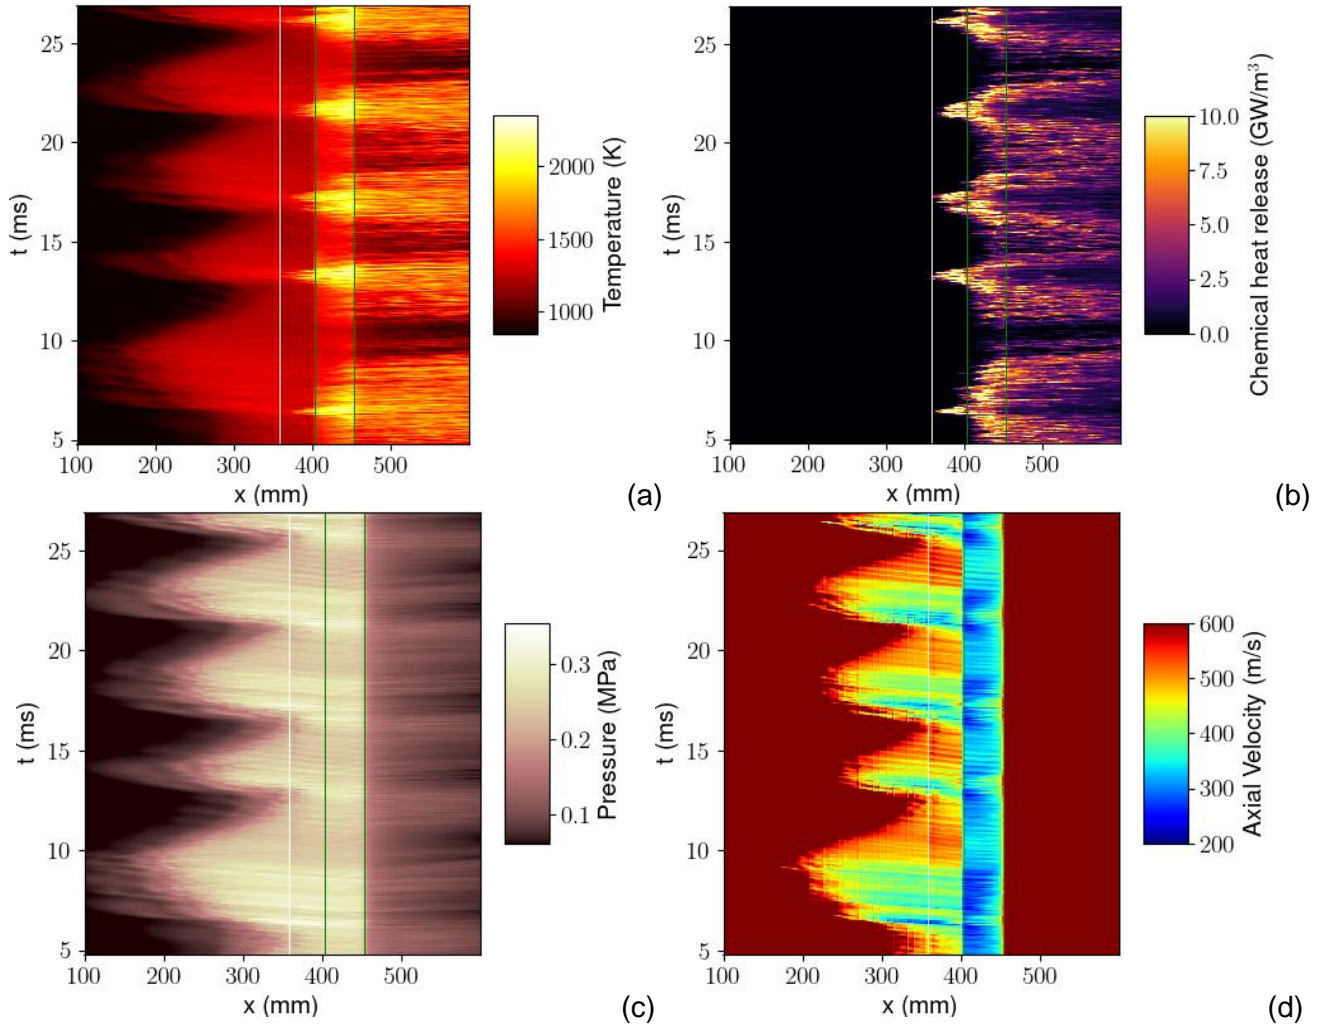 25
20
15
10
5
t (ms)
100 200 300 400 500
x (mm)
2000
1500
1000
Temperature (K)
(a)
25
20
15
10
5
t (ms)
100 200 300 400 500
x (mm)
10.0
7.5
5.0
2.5
0.0
Chemical heat release (GW/m³)
(b)
25
20
15
10
5
t (ms)
100 200 300 400 500
x (mm)
0.3
0.2
0.1
Pressure (MPa)
(c)
25
20
15
10
5
t (ms)
100 200 300 400 500
x (mm)
600
500
400
300
200
Axial Velocity (m/s)
(d)